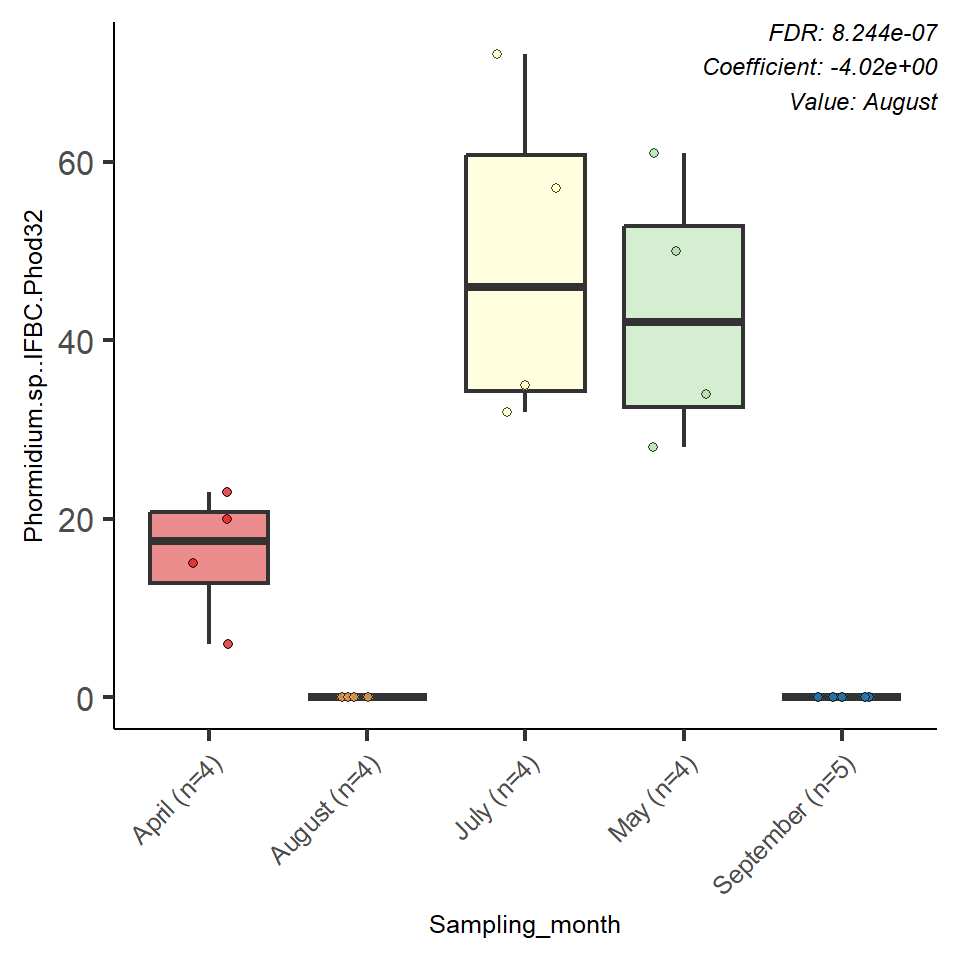 FDR: 8.244e-07
Coefficient: -4.02e+00
Value: August
Phormidium.sp..IFBC.Phod32
60
40
20
0
April (n=4)
August (n=4)
July (n=4)
May (n=4)
September (n=5)
Sampling_month